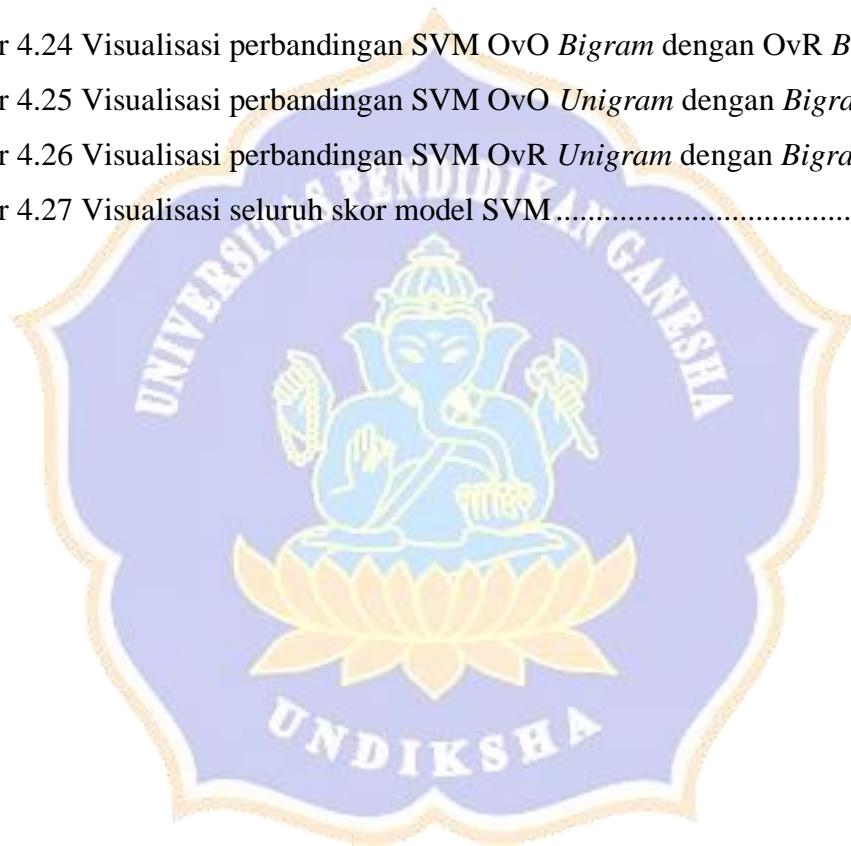 r 4.24 Visualisasi perbandingan SVM OvO Bigram dengan OvR B
r 4.25 Visualisasi perbandingan SVM OvO Unigram dengan Bigra
r 4.26 Visualisasi perbandingan SVM OvR Unigram dengan Bigra
r 4.27 Visualisasi seluruh skor model SVM....................................
UNIVERSITAS PENDIDIKAN GANESHA
UNDIKSHA